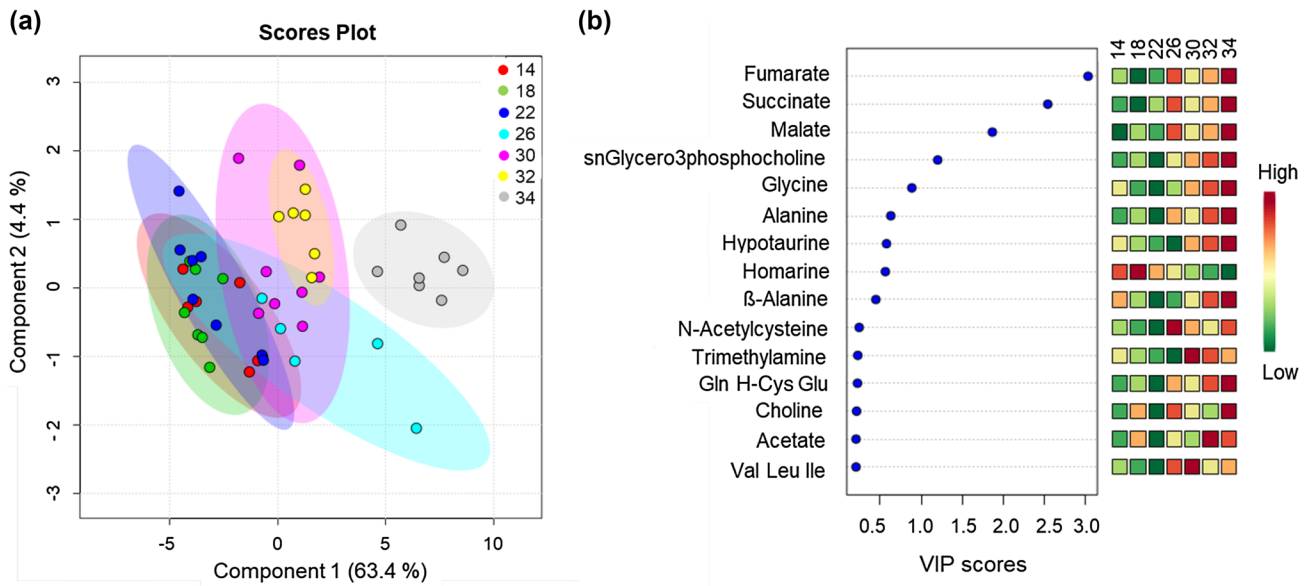 (a)
Scores Plot
14
18
22
26
30
32
34
3
2
1
0
-1
- 2
-3
Component 2 (4.4 %)
-5
0
5
10
Component 1 (63.4 %)
(b)
14 18 22 26 30 32 34
Fumarate
Succinate
Malate
snGlycero3phosphocholine
Glycine
Alanine
Hypotaurine
Homarine
ß-Alanine
N-Acetylcysteine
Trimethylamine
Gln H-Cys Glu
Choline
Acetate
Val Leu Ile
0.5 1.0 1.5 2.0 2.5 3.0
VIP scores
High
Low